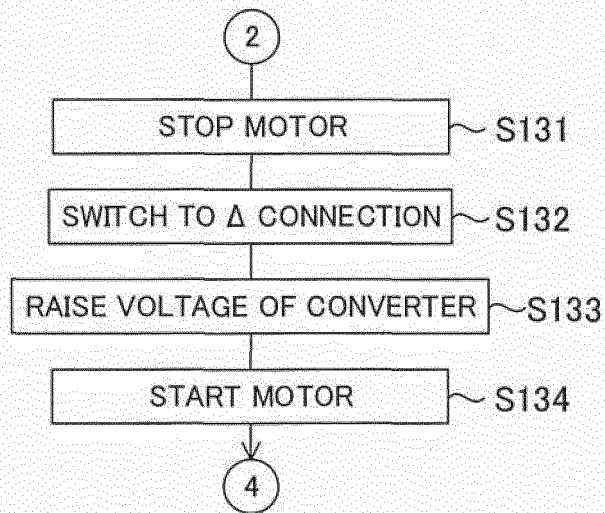 2
STOP MOTOR S131
SWITCH TO Δ CONNECTION S132
RAISE VOLTAGE OF CONVERTER S133
START MOTOR S134
4